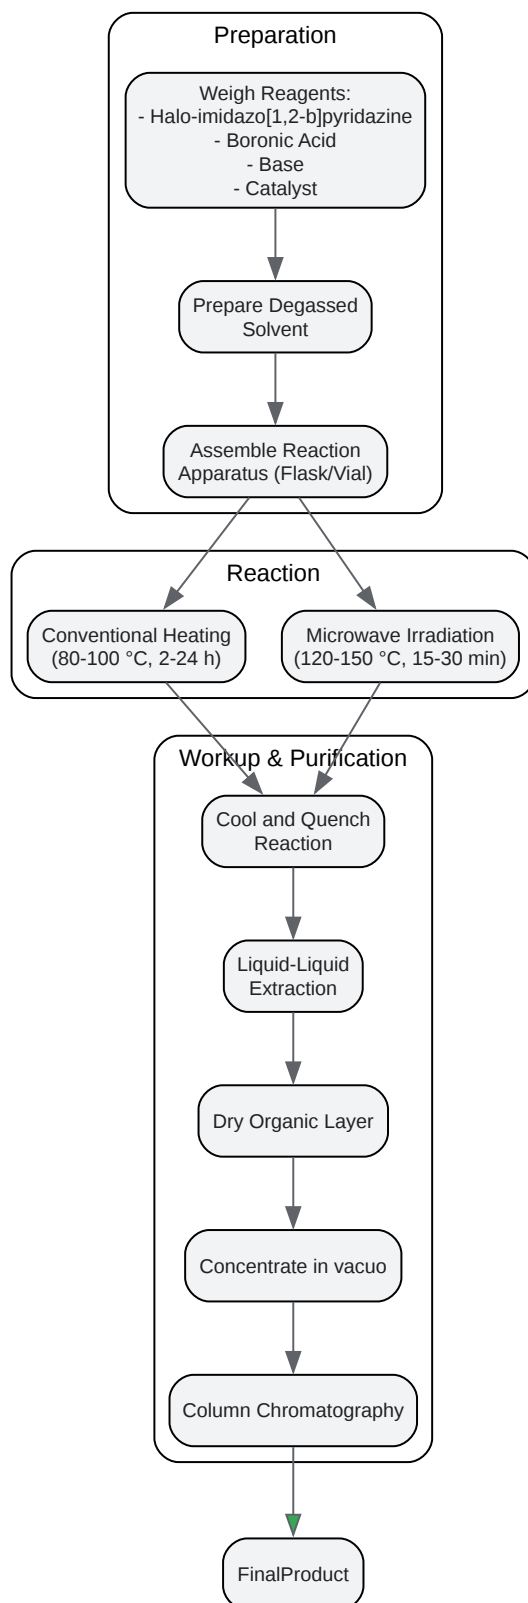 Preparation
Weigh Reagents:
- Halo-imidazo[1,2-b]pyridazine
- Boronic Acid
- Base
- Catalyst
Prepare Degassed
Solvent
Assemble Reaction
Apparatus (Flask/Vial)
Reaction
Conventional Heating
(80-100 °C, 2-24 h)
Microwave Irradiation
(120-150 °C, 15-30 min)
Workup & Purification
Cool and Quench
Reaction
Liquid-Liquid
Extraction
Dry Organic Layer
Concentrate in vacuo
Column Chromatography
FinalProduct